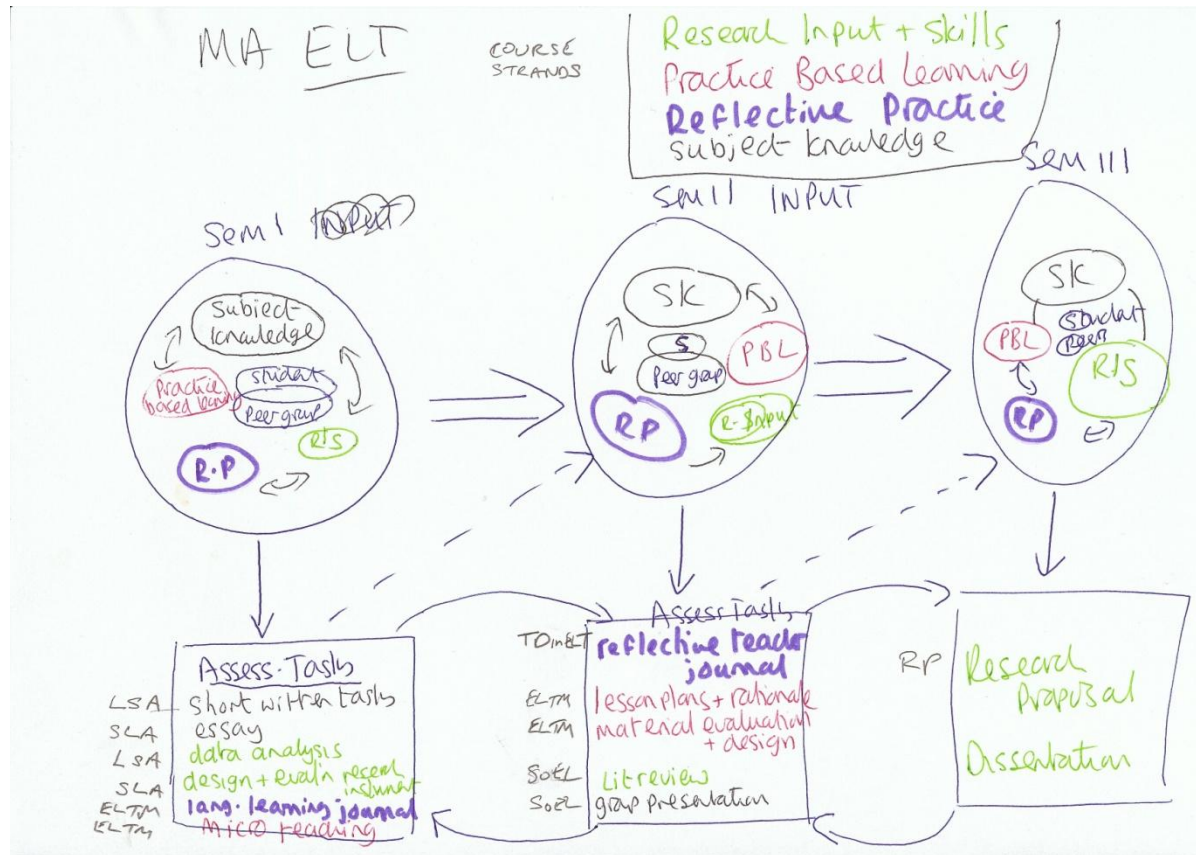 MA ELT
COURSE
STRANDS
Research Input + Skills
Practice Based Learning
Reflective Practice
subject knowledge
Sem I INPUT
Subject
knowledge
Practice
based learning
student
Peer group
R/S
R.P
Sem II INPUT
SK
S
Peer group
PBL
RP
R-Input
Sem III
SK
student
peers
PBL
R/S
RP
Assess. Tasks
LSA short written tasks
SLA essay
LSA data analysis
SLA design + evaln research
instrument
ELTM lang. learning journal
ELTM micro teaching
Assess Tasks
TDinELT reflective teacher
journal
ELTM lesson plans + rationale
ELTM material evaluation
+ design
SoEL Lit review
SoEL group presentation
RP
Research
Proposal
Dissertation